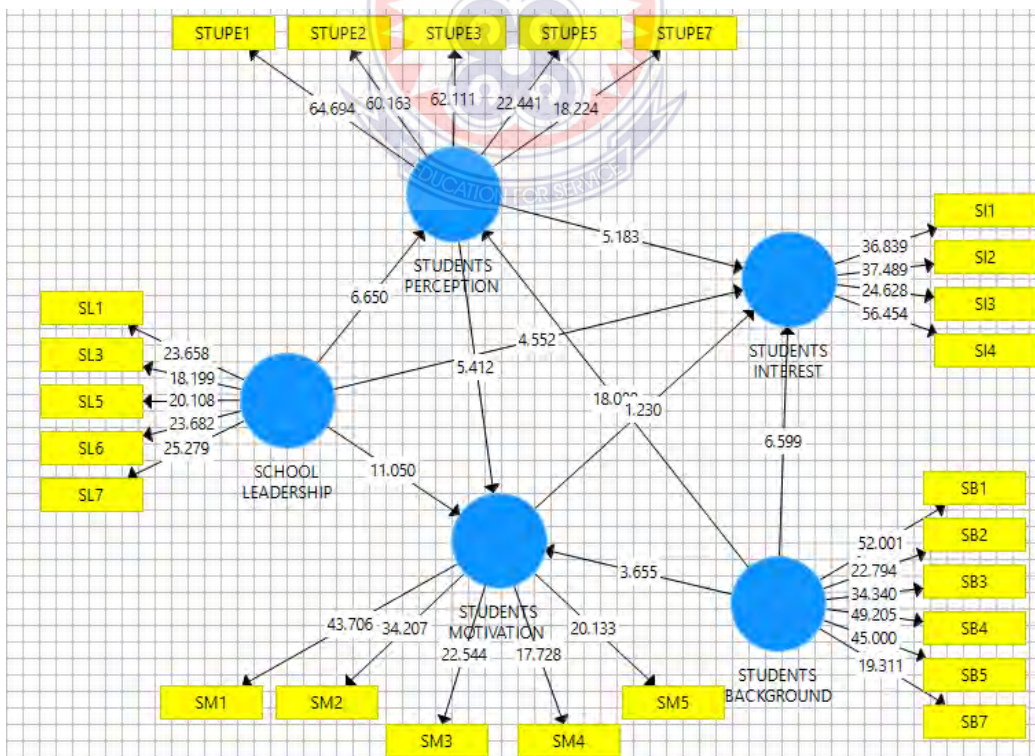 STUPE1 STUPE2 STUPE3 STUPE5 STUPE7
64.694 60.163 62.111 22.441 18.224
EDUCATION FOR SERVICE
STUDENTS
PERCEPTION
5.183
SI1
36.839
SI2
37.489
24.628
SI3
56.454
SI4
STUDENTS
INTEREST
6.650
4.552
5.412
SL1
23.658
SL3
18.199
SL5
20.108
23.682
SL6
25.279
SL7
SCHOOL
LEADERSHIP
11.050
1.230
6.599
3.655
SB1
52.001
SB2
22.794
34.340
SB3
49.205
SB4
45.000
SB5
19.311
SB7
STUDENTS
BACKGROUND
STUDENTS
MOTIVATION
43.706 34.207 22.544 17.728 20.133
SM1 SM2 SM5
SM3 SM4